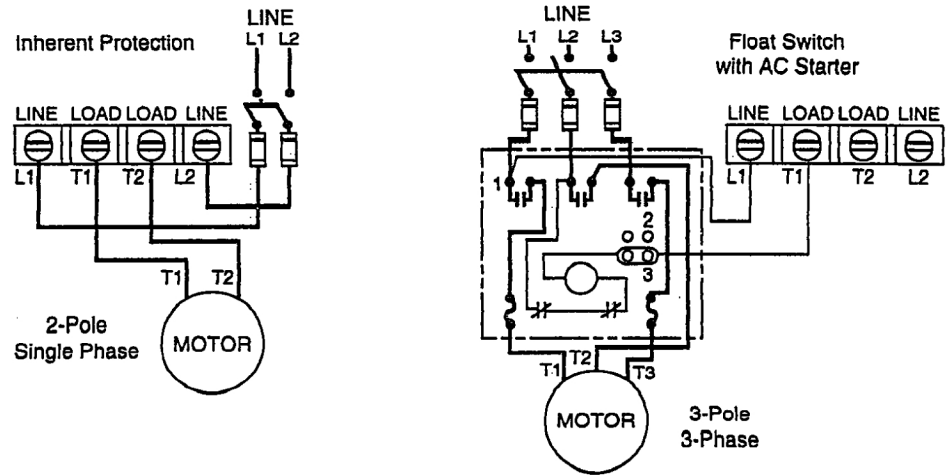 Inherent Protection
LINE
L1 L2
LINE LOAD LOAD LINE
L1 T1 T2 L2
T1 T2
2-Pole
Single Phase
MOTOR
LINE
L1 L2 L3
Float Switch
with AC Starter
LINE LOAD LOAD LINE
L1 T1 T2 L2
1
2
3
T1 T2 T3
MOTOR
3-Pole
3-Phase